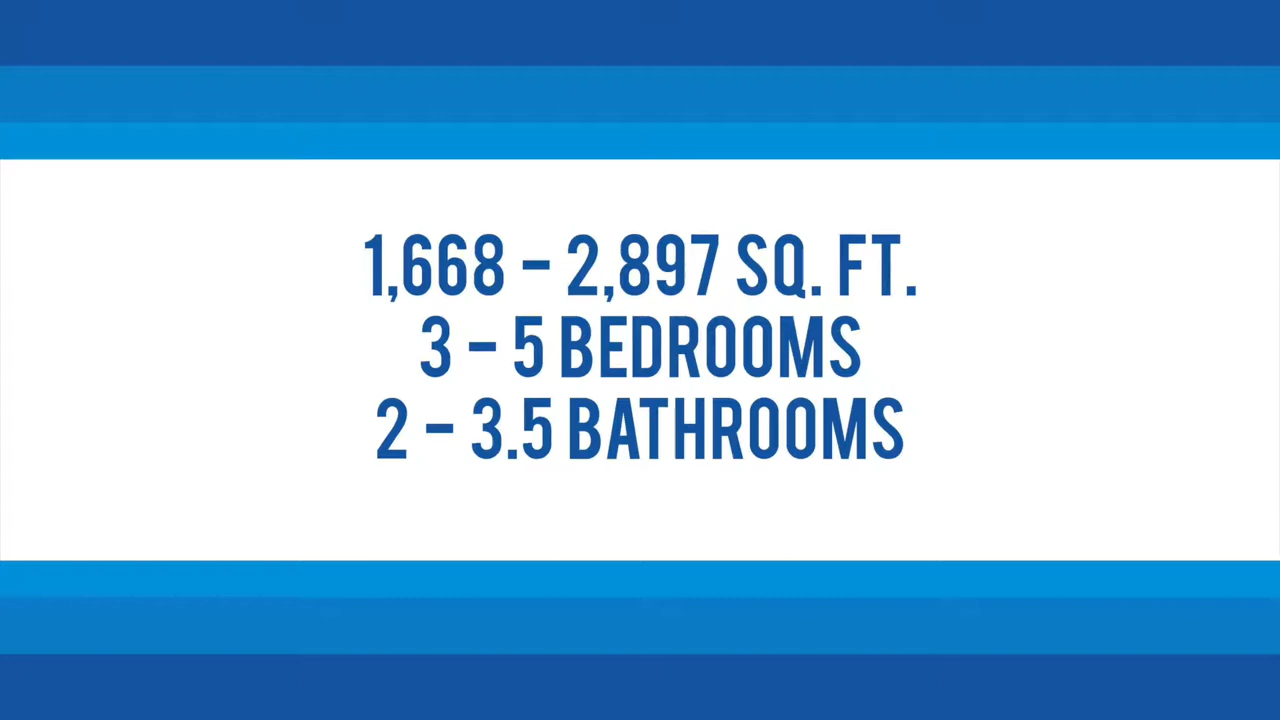 1,668 – 2,897 SQ. FT.
3 – 5 BEDROOMS
2 – 3.5 BATHROOMS